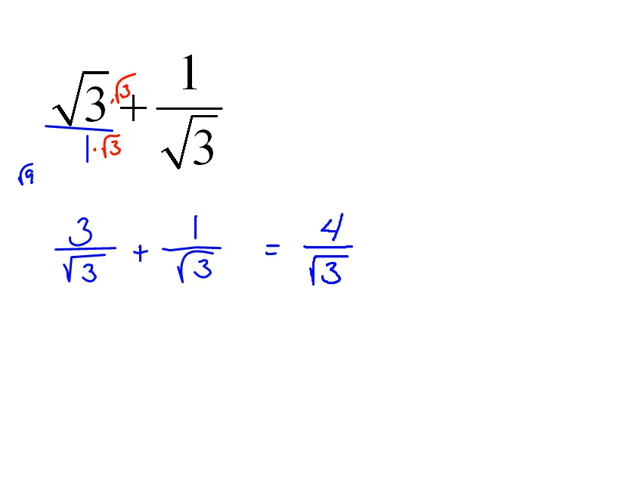 √3·√3 + 1
1·√3 √3
√9
3 1 4
√3 + √3 = √3